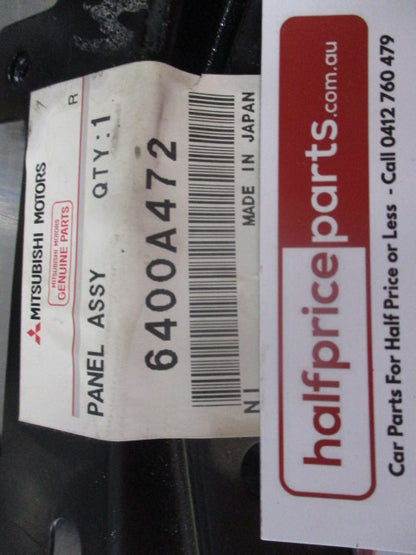 MITSUBISHI MOTORS
MITSUBISHI MOTORS
GENUINE PARTS
R
PANEL ASSY QTY:1
6400A472
NI MADE IN JAPAN
halfpriceparts.com.au
Car Parts For Half Price or Less - Call 0412 760 479